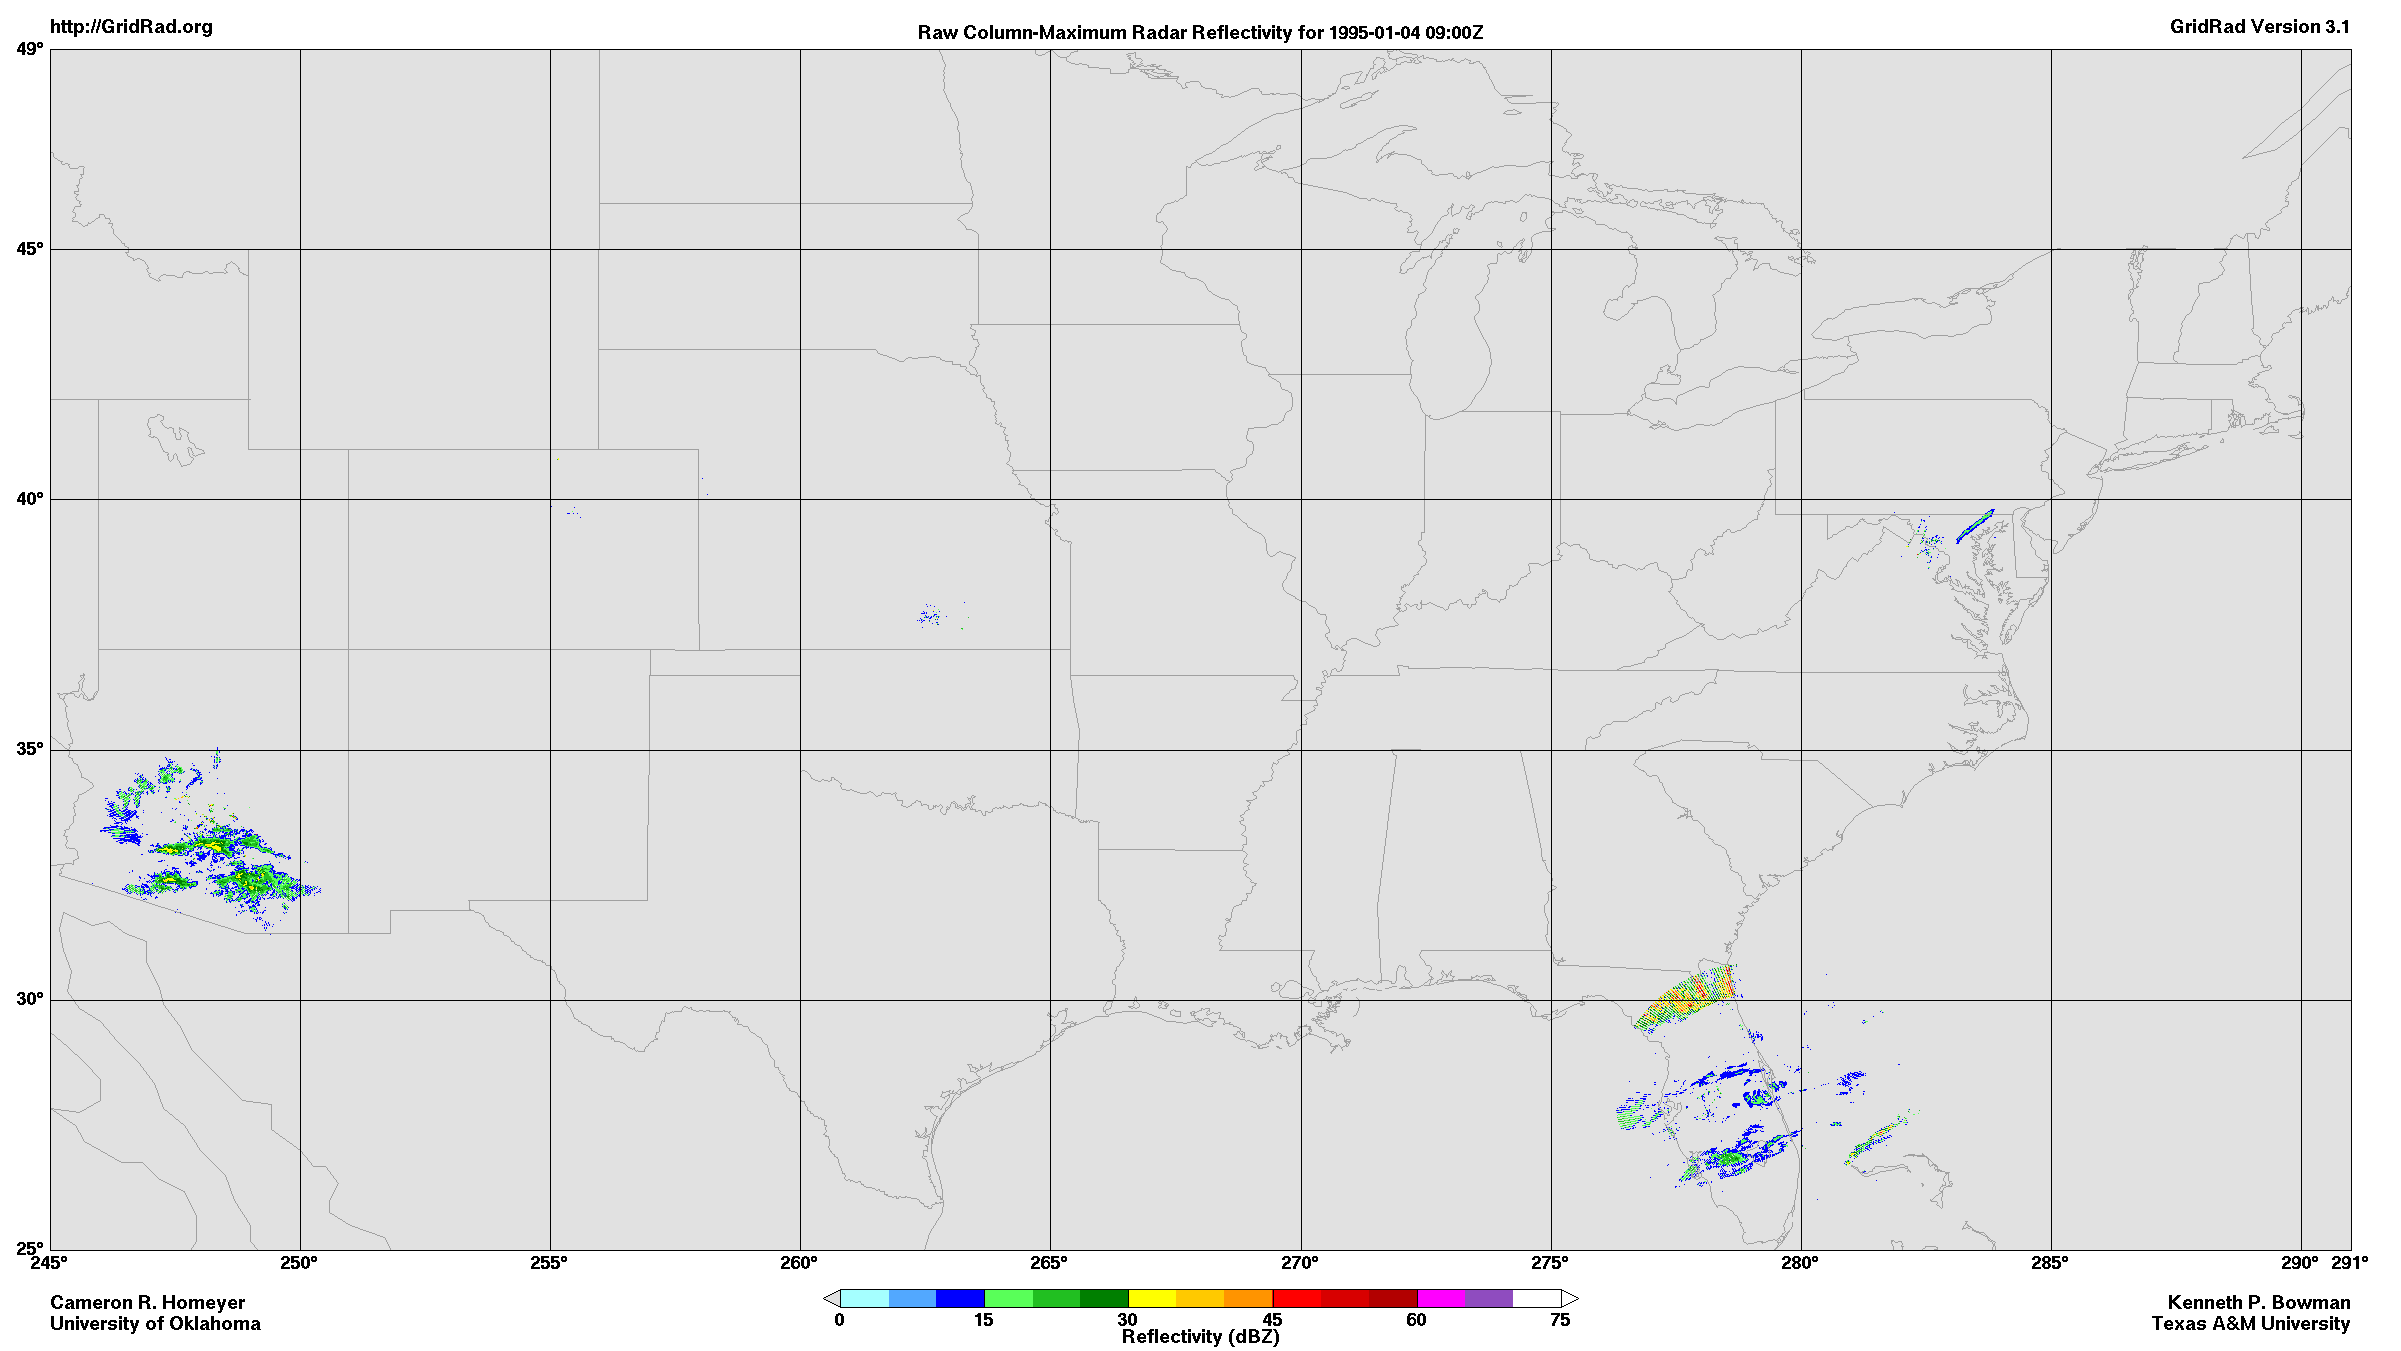 http://GridRad.org
Raw Column-Maximum Radar Reflectivity for 1995-01-04 09:00Z
GridRad Version 3.1
49°
45°
40°
35°
30°
25°
245° 250° 255° 260° 265° 270° 275° 280° 285° 290° 291°
0 15 30 45 60 75
Reflectivity (dBZ)
Cameron R. Homeyer
University of Oklahoma
Kenneth P. Bowman
Texas A&M University